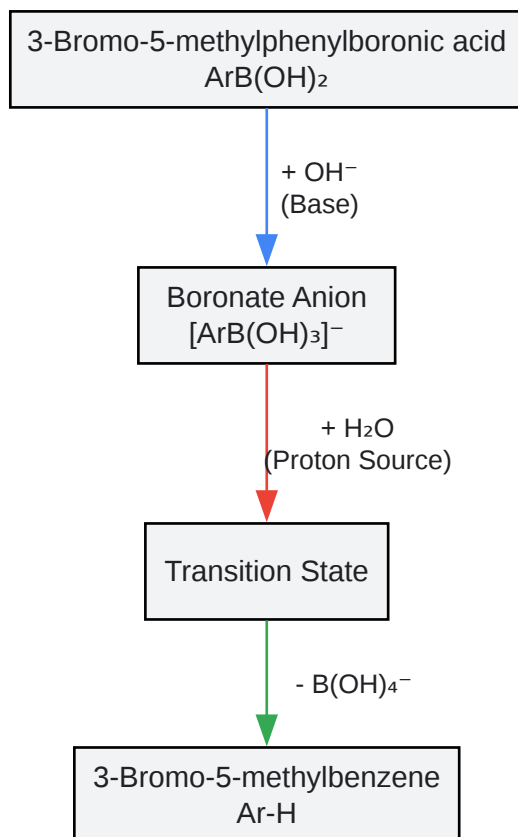 3-Bromo-5-methylphenylboronic acid
ArB(OH)₂
+ OH⁻
(Base)
Boronate Anion
[ArB(OH)₃]⁻
+ H₂O
(Proton Source)
Transition State
- B(OH)₄⁻
3-Bromo-5-methylbenzene
Ar-H